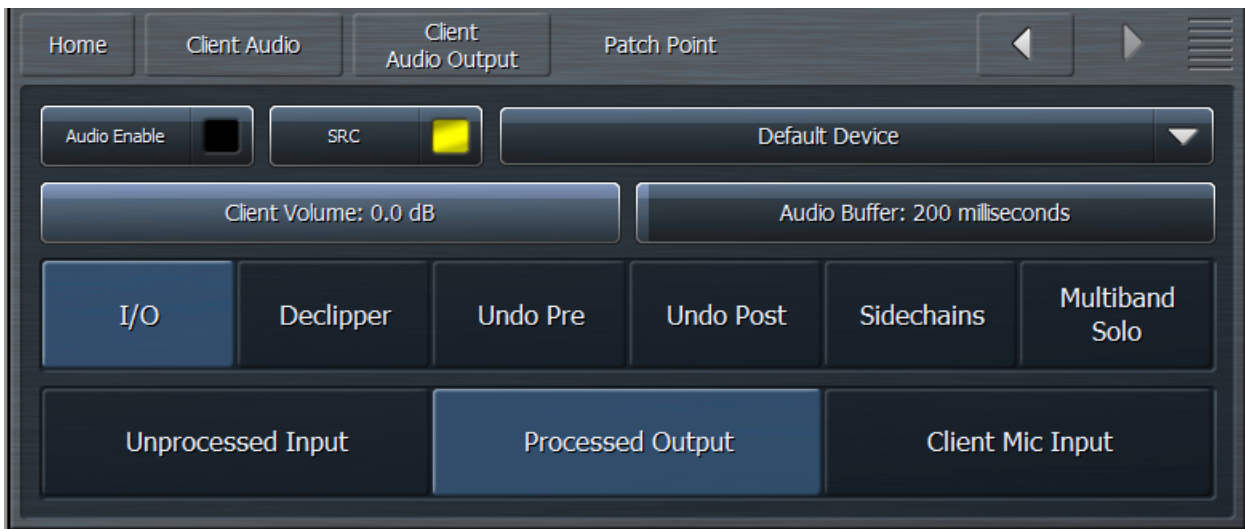 Home
Client Audio
Client
Audio Output
Patch Point
Audio Enable
SRC
Default Device
Client Volume: 0.0 dB
Audio Buffer: 200 milliseconds
I/O
Declipper
Undo Pre
Undo Post
Sidechains
Multiband
Solo
Unprocessed Input
Processed Output
Client Mic Input